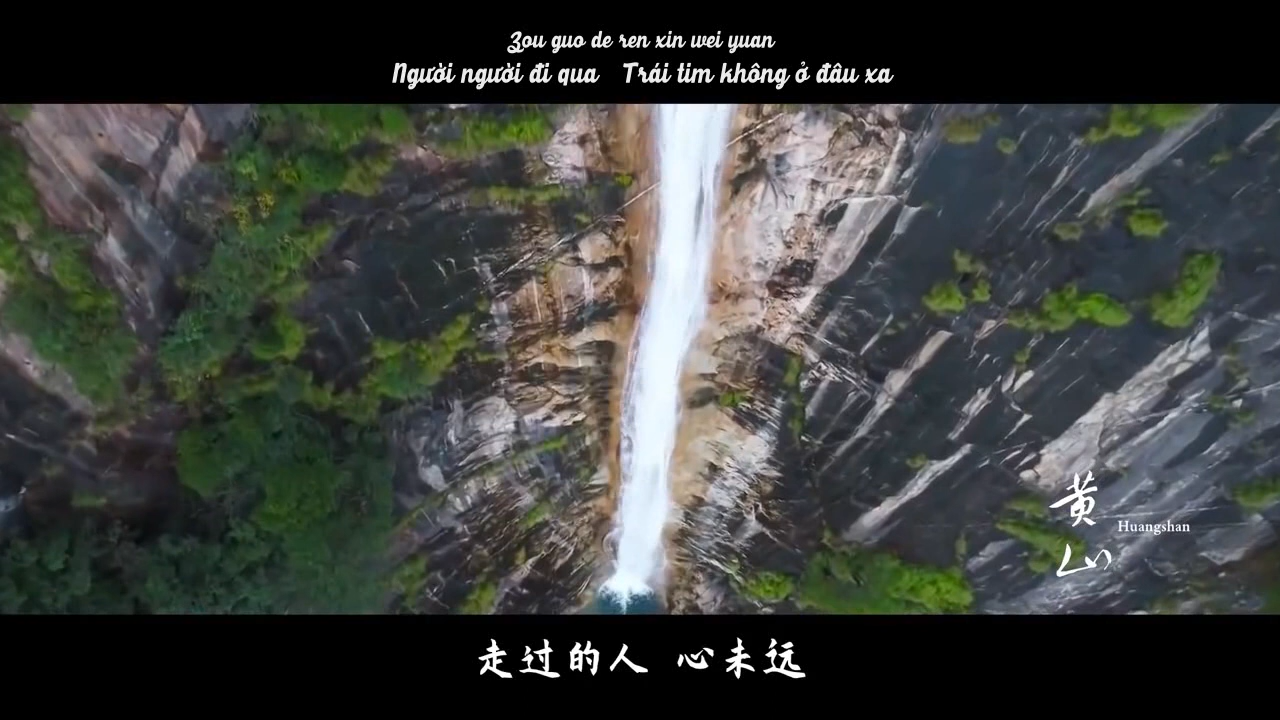 Zou guo de ren xin wei yuan
Người người đi qua Trái tim không ở đâu xa
黄山
Huangshan
走过的人 心未远